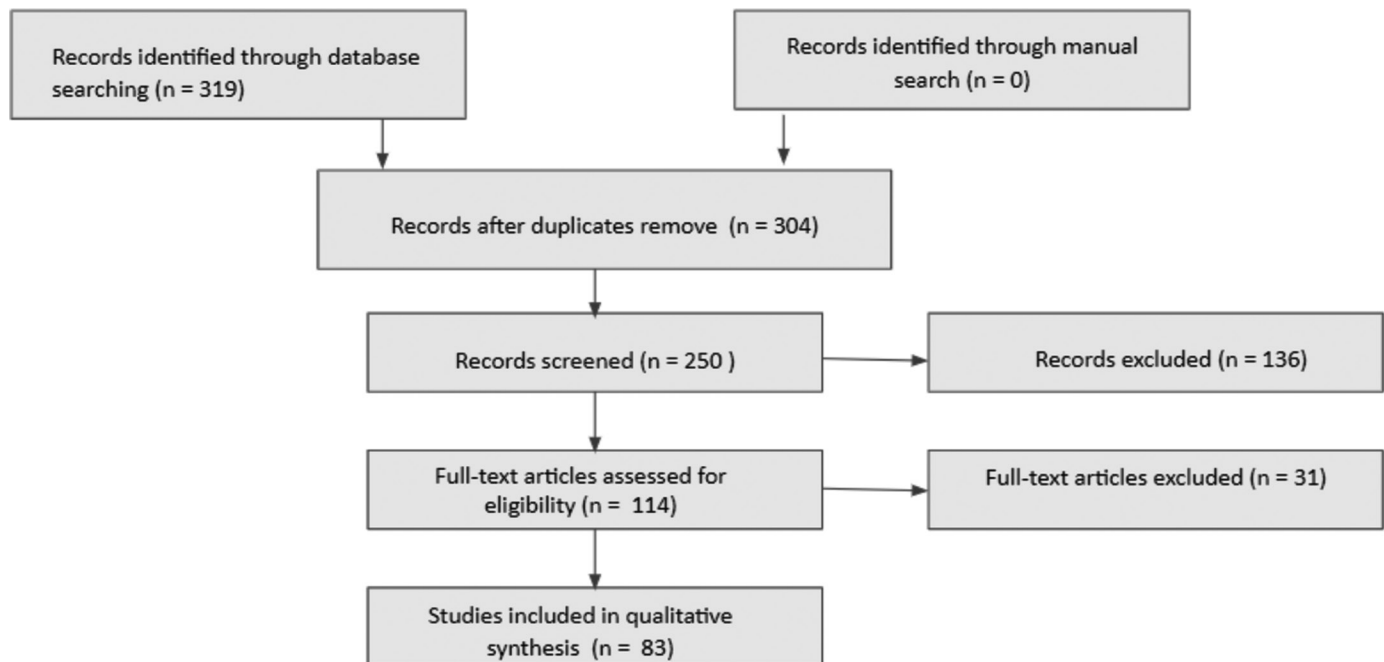 Records identified through database
searching (n = 319)
Records identified through manual
search (n = 0)
Records after duplicates remove (n = 304)
Records screened (n = 250 )
Records excluded (n = 136)
Full-text articles assessed for
eligibility (n = 114)
Full-text articles excluded (n = 31)
Studies included in qualitative
synthesis (n = 83)